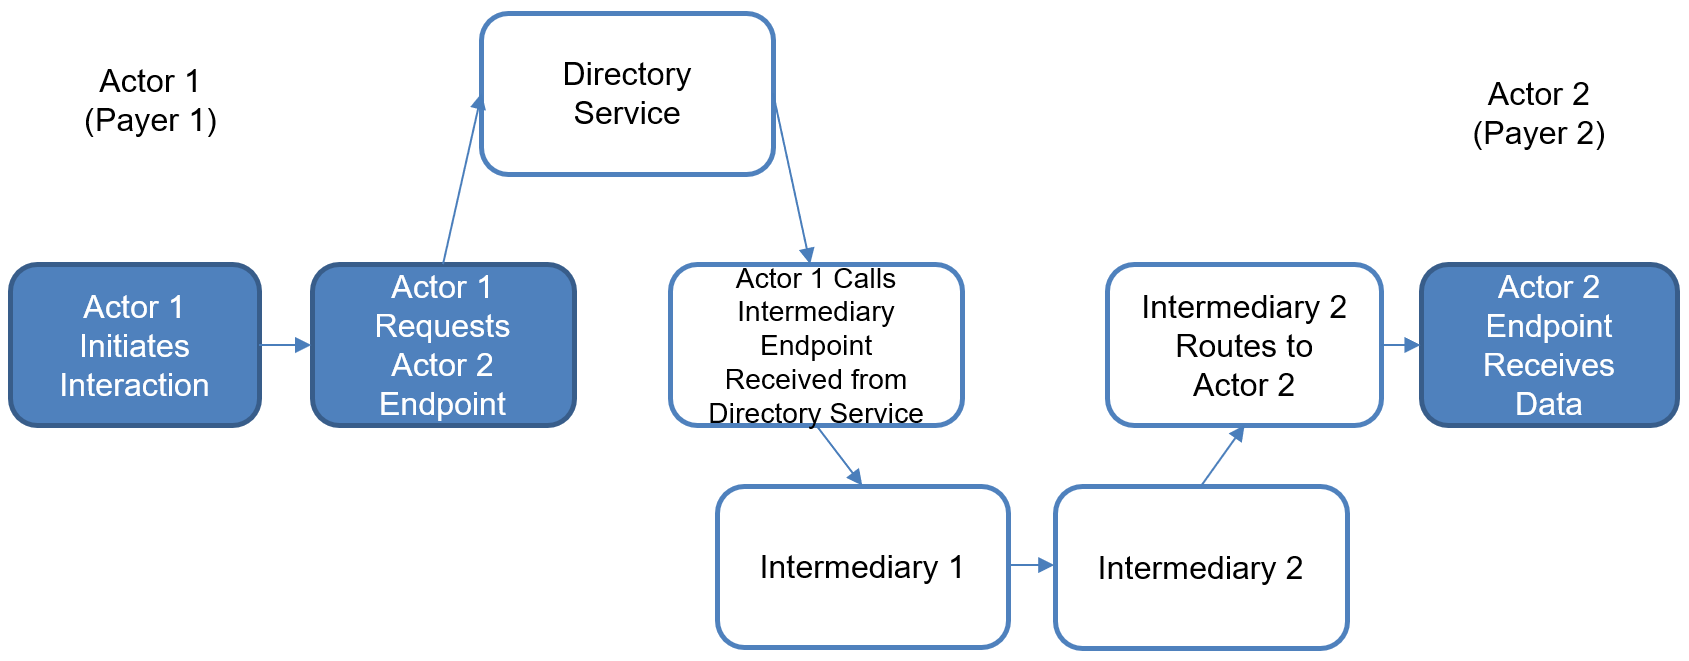 Actor 1
(Payer 1)
Directory
Service
Actor 2
(Payer 2)
Actor 1
Initiates
Interaction
Actor 1
Requests
Actor 2
Endpoint
Actor 1 Calls
Intermediary
Endpoint
Received from
Directory Service
Intermediary 2
Routes to
Actor 2
Actor 2
Endpoint
Receives
Data
Intermediary 1
Intermediary 2